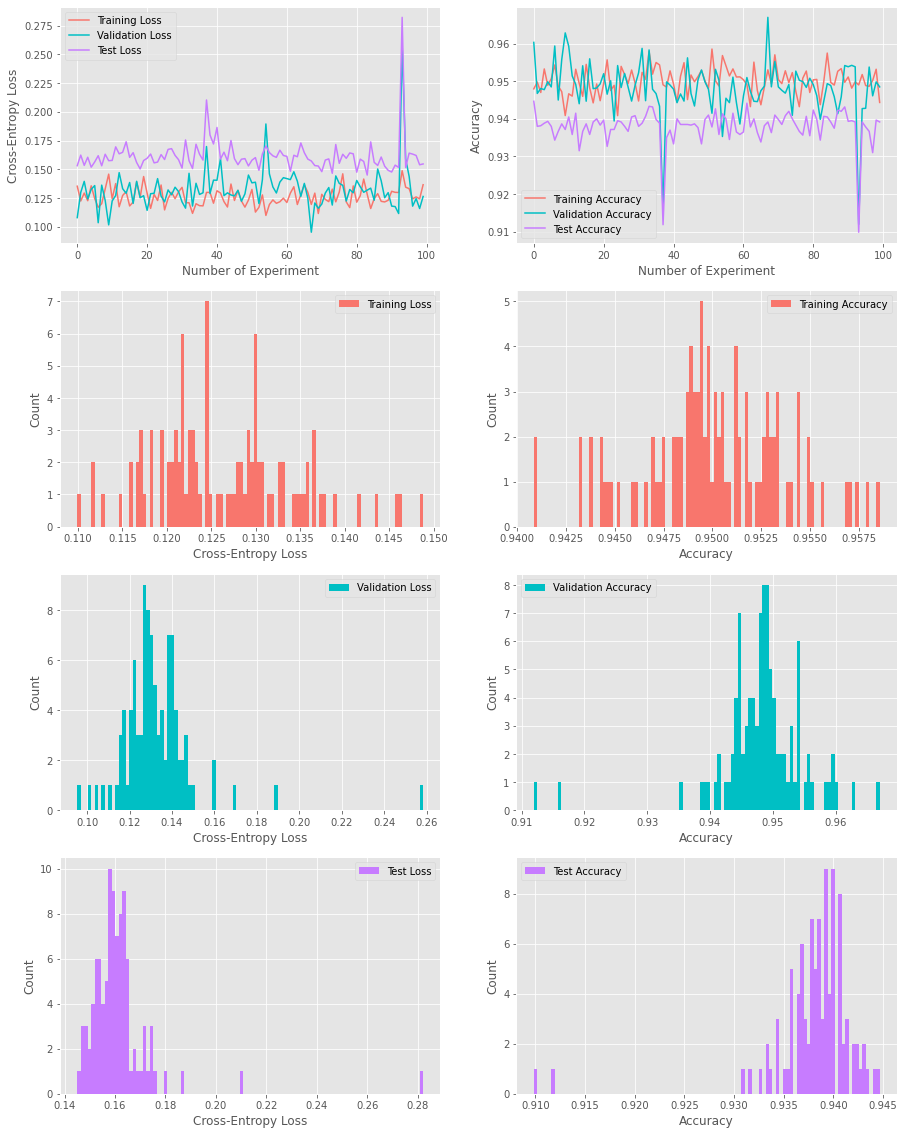 Training Loss
Validation Loss
Test Loss
0.275
0.250
0.225
0.200
0.175
0.150
0.125
0.100
Cross-Entropy Loss
0 20 40 60 80 100
Number of Experiment
0.96
0.95
0.94
0.93
0.92
0.91
Accuracy
Training Accuracy
Validation Accuracy
Test Accuracy
0 20 40 60 80 100
Number of Experiment
Training Loss
7
6
5
4
3
2
1
0
Count
0.110 0.115 0.120 0.125 0.130 0.135 0.140 0.145 0.150
Cross-Entropy Loss
Training Accuracy
5
4
3
2
1
0
Count
0.9400 0.9425 0.9450 0.9475 0.9500 0.9525 0.9550 0.9575
Accuracy
Validation Loss
8
6
4
2
0
Count
0.10 0.12 0.14 0.16 0.18 0.20 0.22 0.24 0.26
Cross-Entropy Loss
Validation Accuracy
8
7
6
5
4
3
2
1
0
Count
0.91 0.92 0.93 0.94 0.95 0.96
Accuracy
Test Loss
10
8
6
4
2
0
Count
0.14 0.16 0.18 0.20 0.22 0.24 0.26 0.28
Cross-Entropy Loss
Test Accuracy
8
6
4
2
0
Count
0.910 0.915 0.920 0.925 0.930 0.935 0.940 0.945
Accuracy